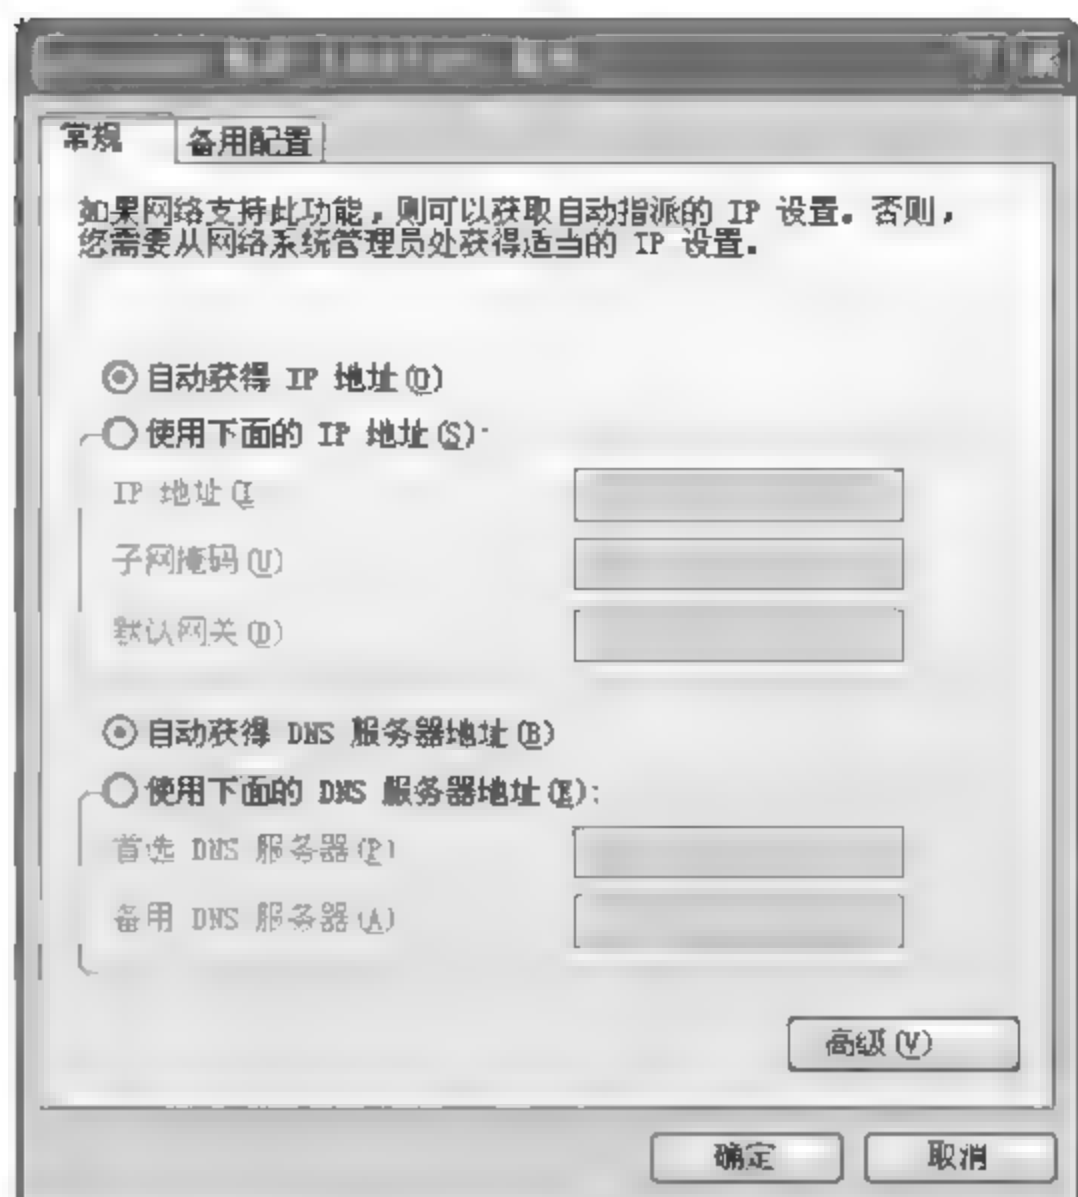 常规
备用配置
如果网络支持此功能，则可以获取自动指派的 IP 设置。否则，
您需要从网络系统管理员处获得适当的 IP 设置。
自动获得 IP 地址(O)
使用下面的 IP 地址(S):
IP 地址(I
子网掩码(U)
默认网关(D)
自动获得 DNS 服务器地址(B)
使用下面的 DNS 服务器地址(E):
首选 DNS 服务器(P)
备用 DNS 服务器(A)
高级(V)
确定
取消